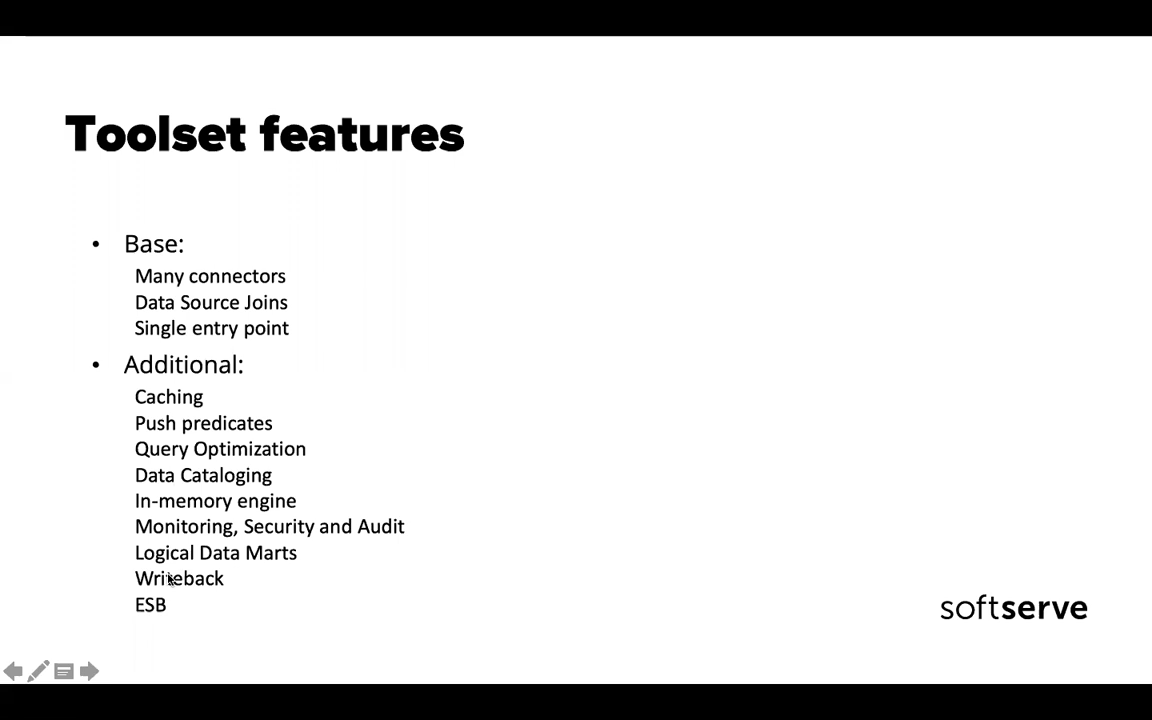 Toolset features
• Base:
Many connectors
Data Source Joins
Single entry point
• Additional:
Caching
Push predicates
Query Optimization
Data Cataloging
In-memory engine
Monitoring, Security and Audit
Logical Data Marts
Writeback
ESB
softserve